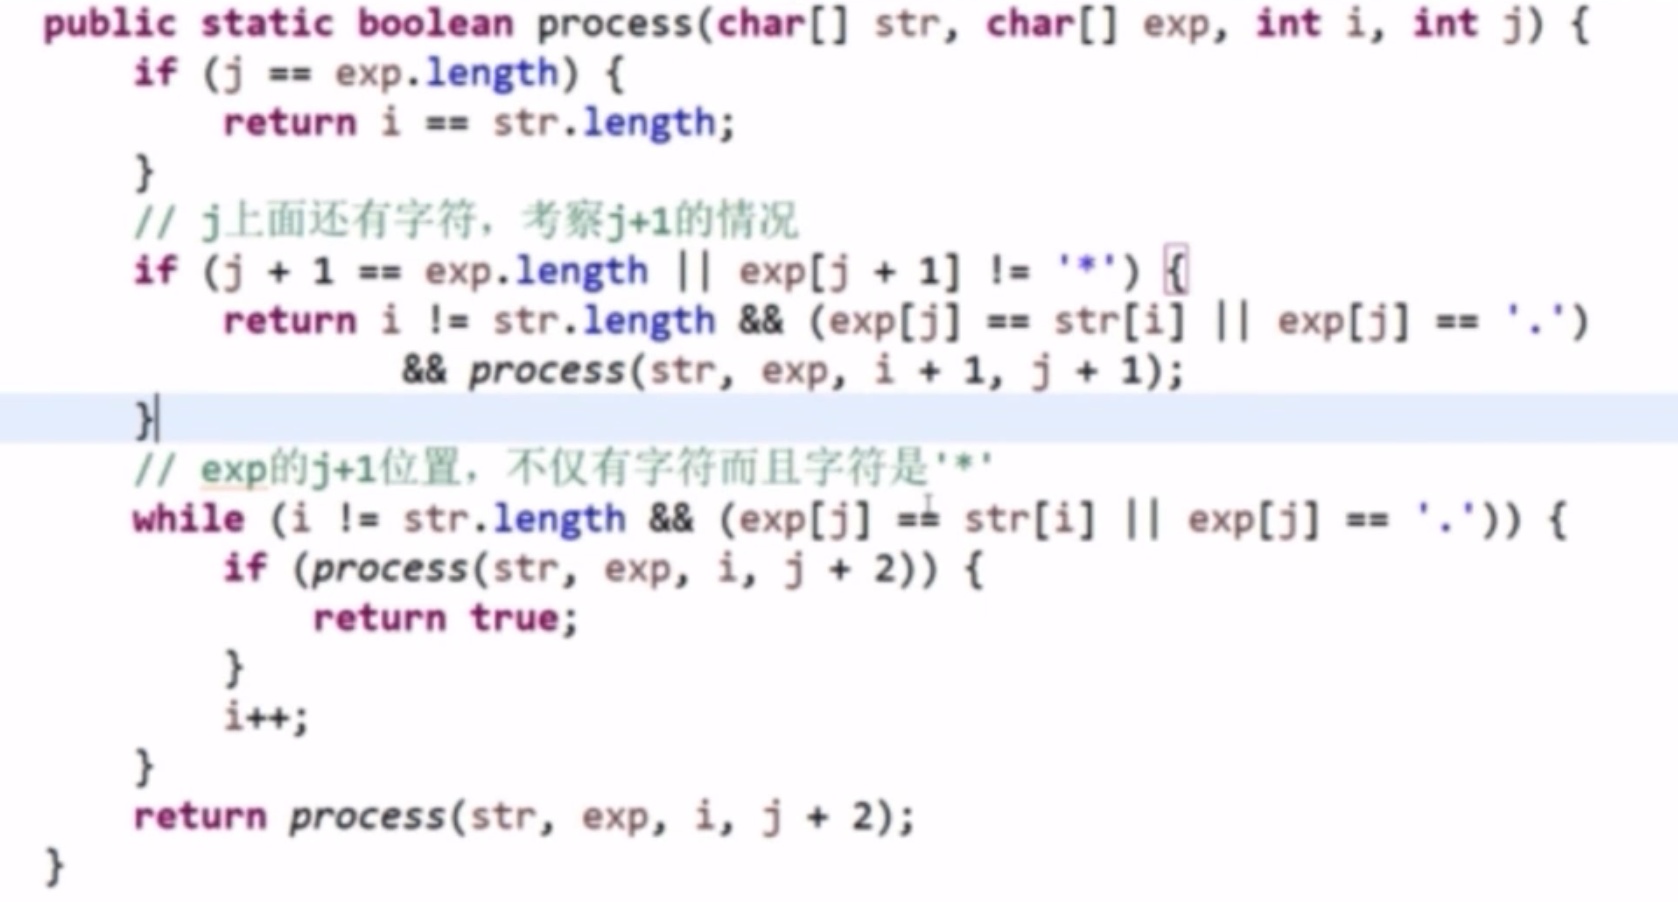 public static boolean process(char[] str, char[] exp, int i, int j) {
if (j == exp.length) {
return i == str.length;
}
// j上面还有字符，考察j+1的情况
if (j + 1 == exp.length || exp[j + 1] != '*') {
return i != str.length && (exp[j] == str[i] || exp[j] == '.')
&& process(str, exp, i + 1, j + 1);
}
// exp的j+1位置，不仅有字符而且字符是'*'
while (i != str.length && (exp[j] == str[i] || exp[j] == '.')) {
if (process(str, exp, i, j + 2)) {
return true;
}
i++;
}
return process(str, exp, i, j + 2);
}